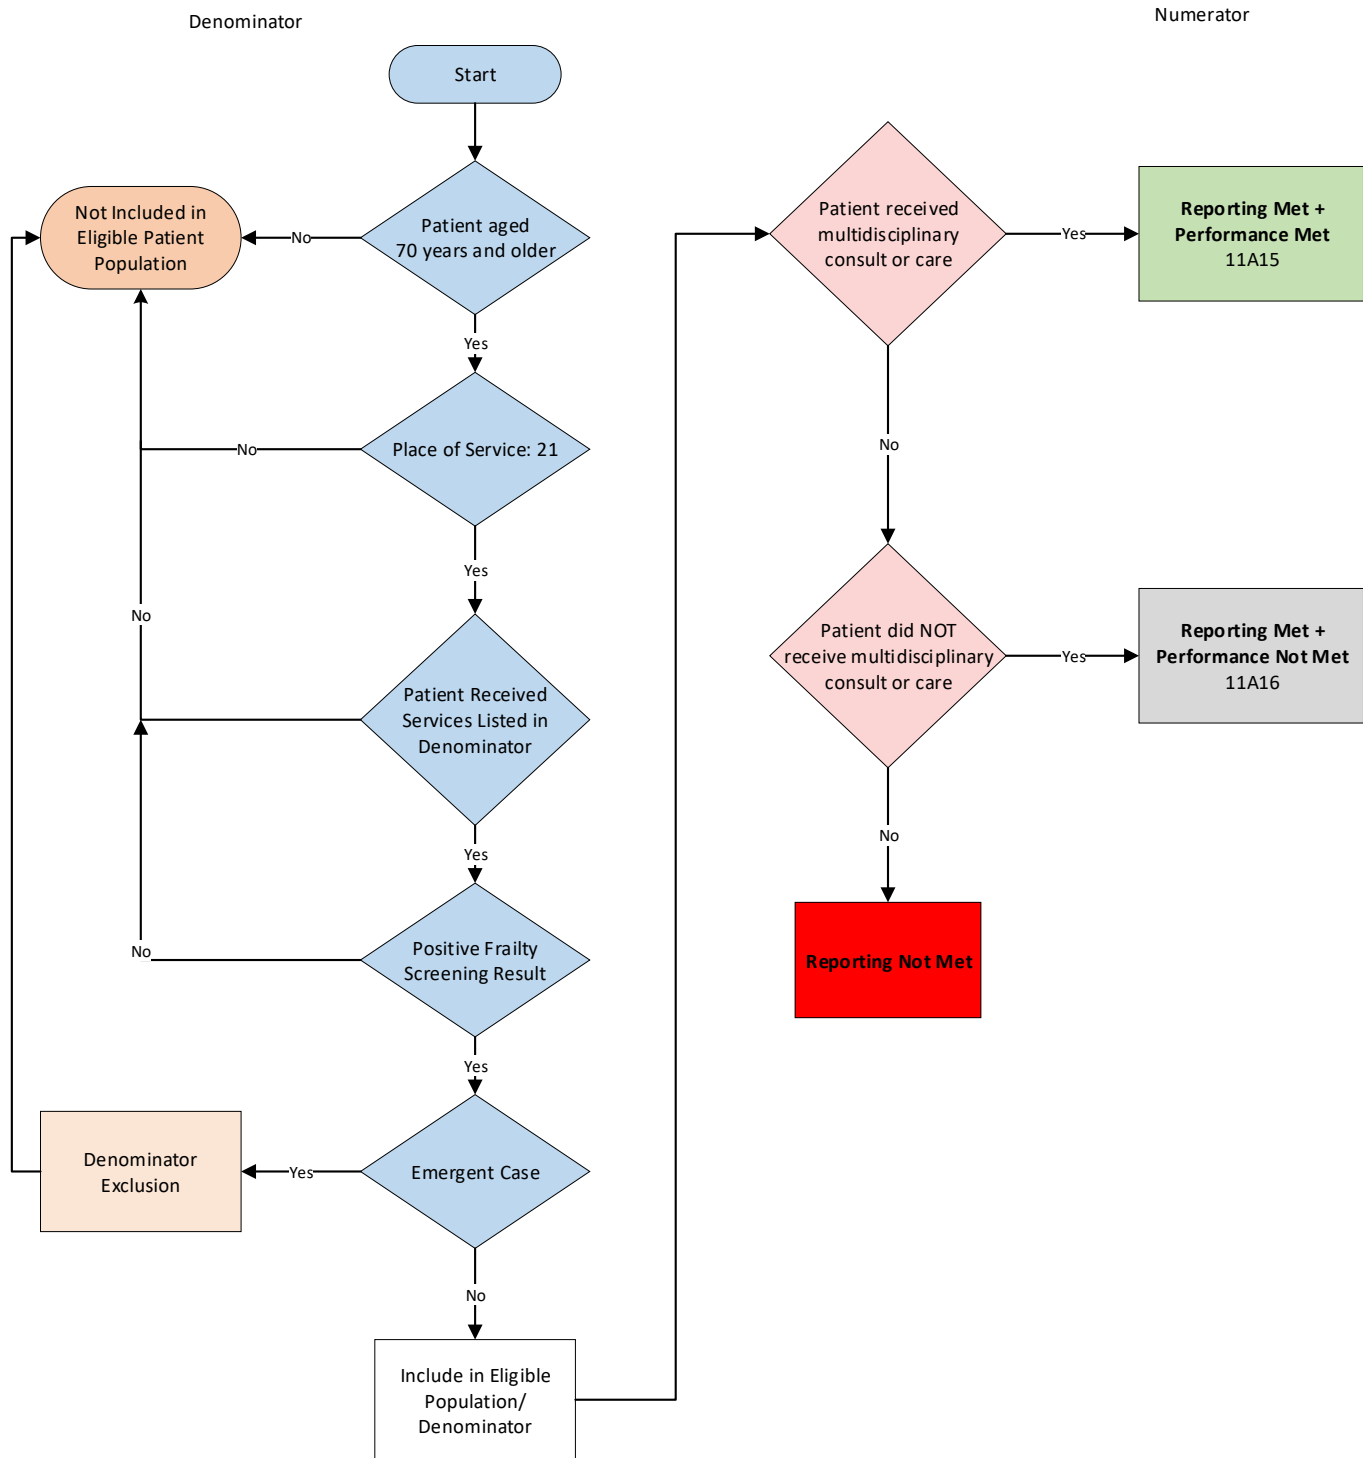 Denominator
Numerator
Start
Patient aged
70 years and older
No
Not Included in
Eligible Patient
Population
Yes
Place of Service: 21
No
Yes
Patient Received
Services Listed in
Denominator
No
Yes
Positive Frailty
Screening Result
No
Yes
Emergent Case
Yes
Denominator
Exclusion
No
Include in Eligible
Population/
Denominator
Patient received
multidisciplinary
consult or care
Yes
Reporting Met +
Performance Met
11A15
No
Patient did NOT
receive multidisciplinary
consult or care
Yes
Reporting Met +
Performance Not Met
11A16
No
Reporting Not Met